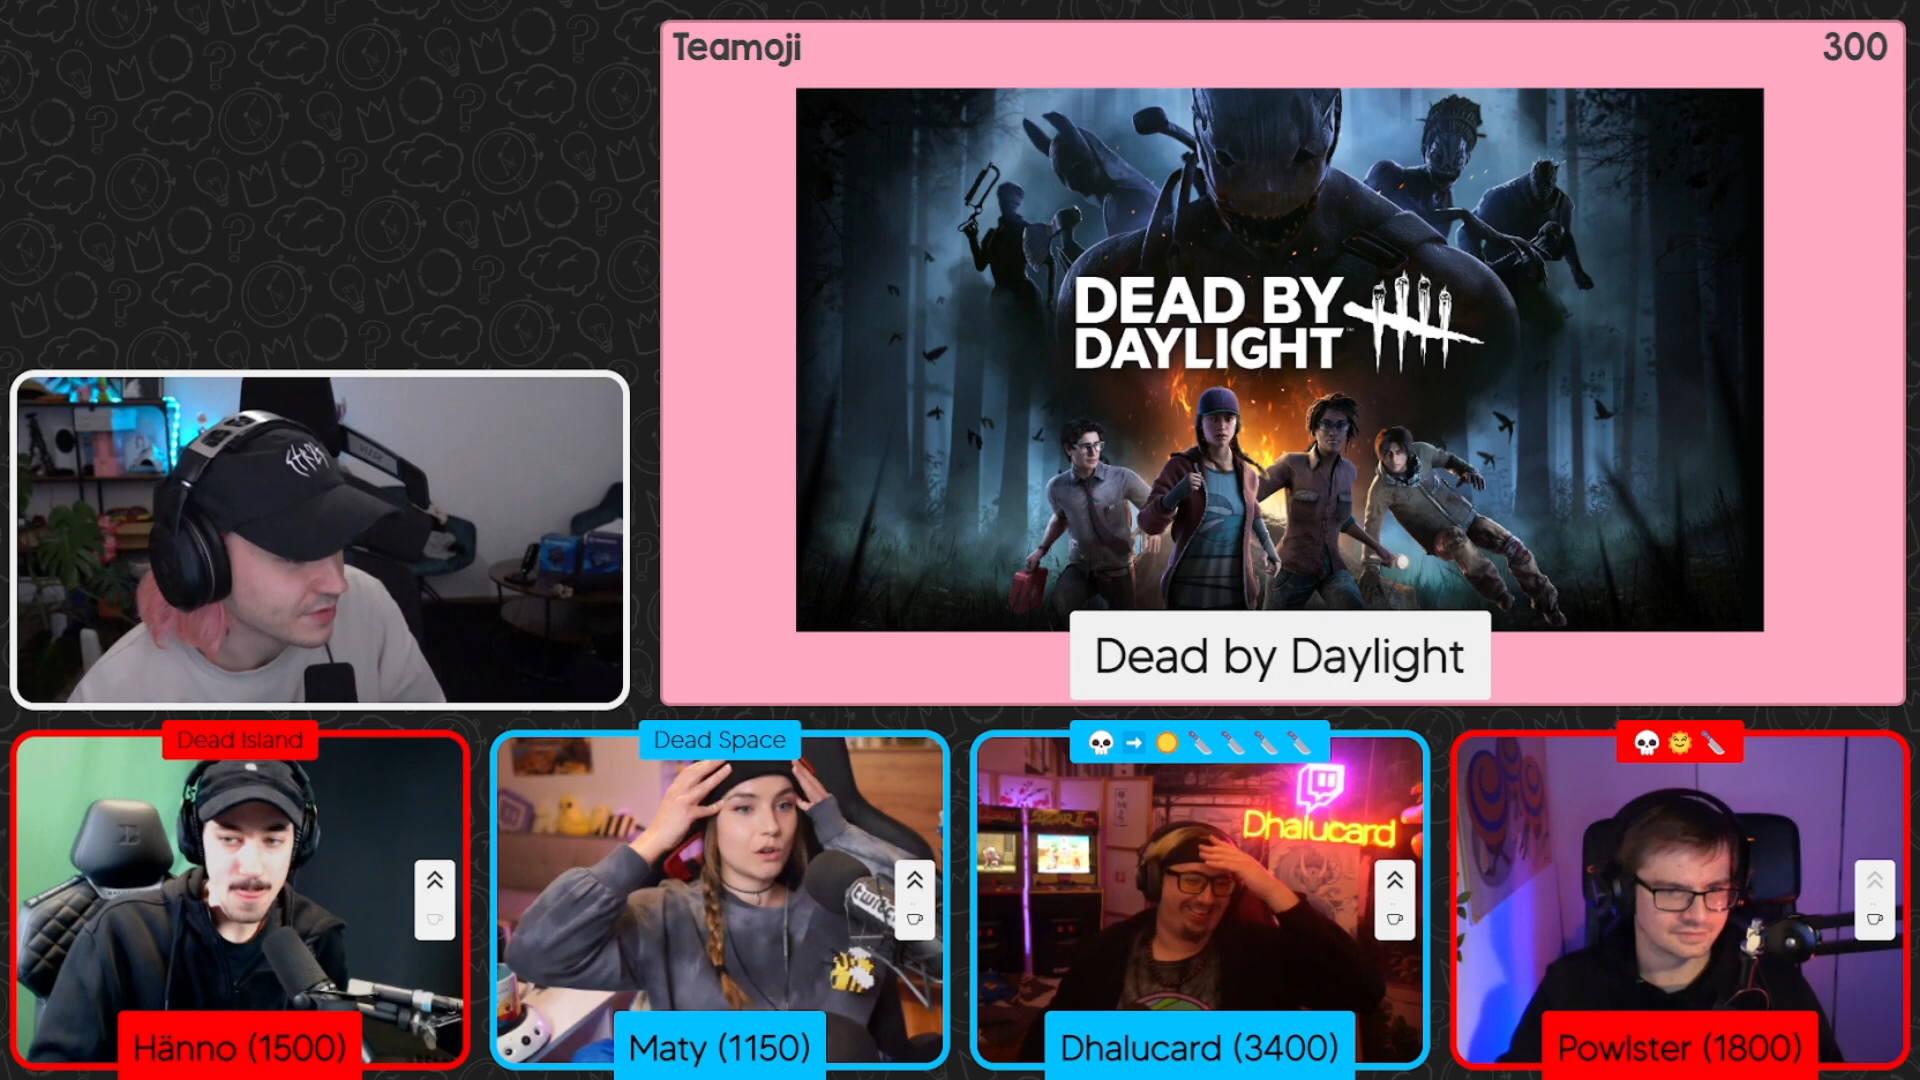 Teamoji
300
DEAD BY
DAYLIGHT
Dead by Daylight
Dead Island
Dead Space
Dhalucard
twitch
Hänno (1500)
Maty (1150)
Dhalucard (3400)
Powlster (1800)